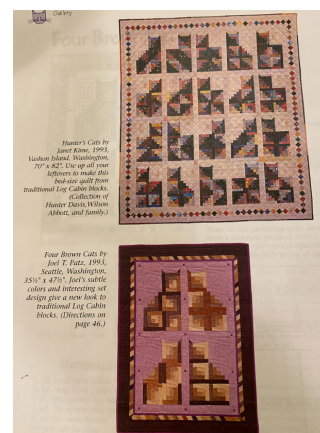 Gallery
Hunter's Cats by
Janet Kime, 1993,
Vashon Island, Washington,
70" x 82". Use up all your
leftovers to make this
bed-size quilt from
traditional Log Cabin blocks.
(Collection of
Hunter Davis, Wilson
Abbott, and family.)
Four Brown Cats by
Joel T. Patz, 1993,
Seattle, Washington,
35½" x 47½". Joel's subtle
colors and interesting set
design give a new look to
traditional Log Cabin
blocks. (Directions on
page 46.)